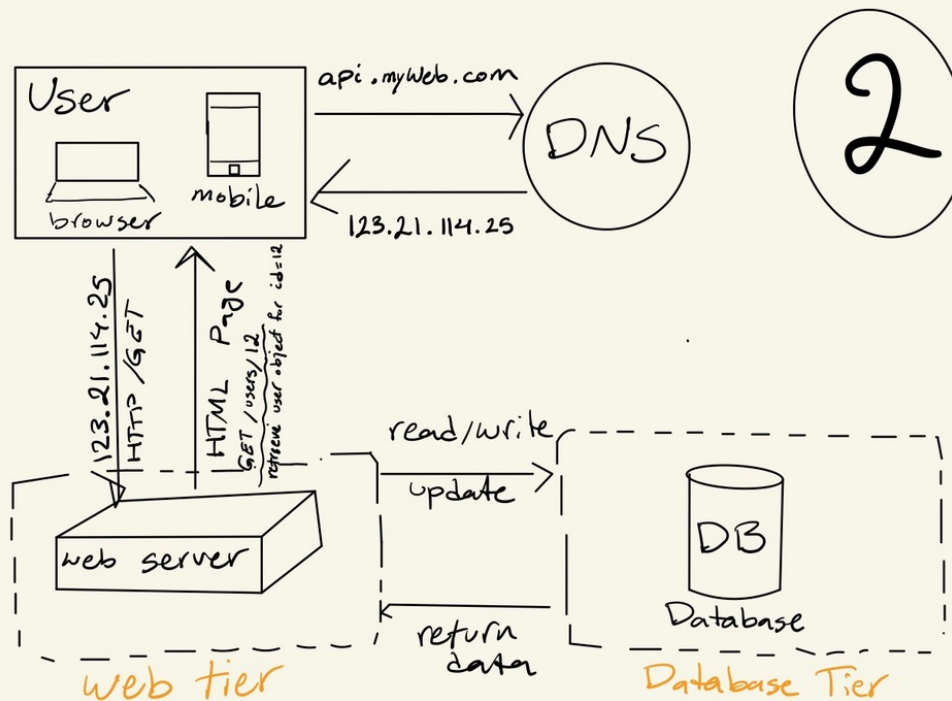 2
User
browser
mobile
api.myWeb.com
DNS
123.21.114.25
123.21.114.25
HTTP /GET
HTML Page
GET /users/12
retrieve user object for id=12
web server
web tier
read/write
update
return
data
DB
Database
Database Tier